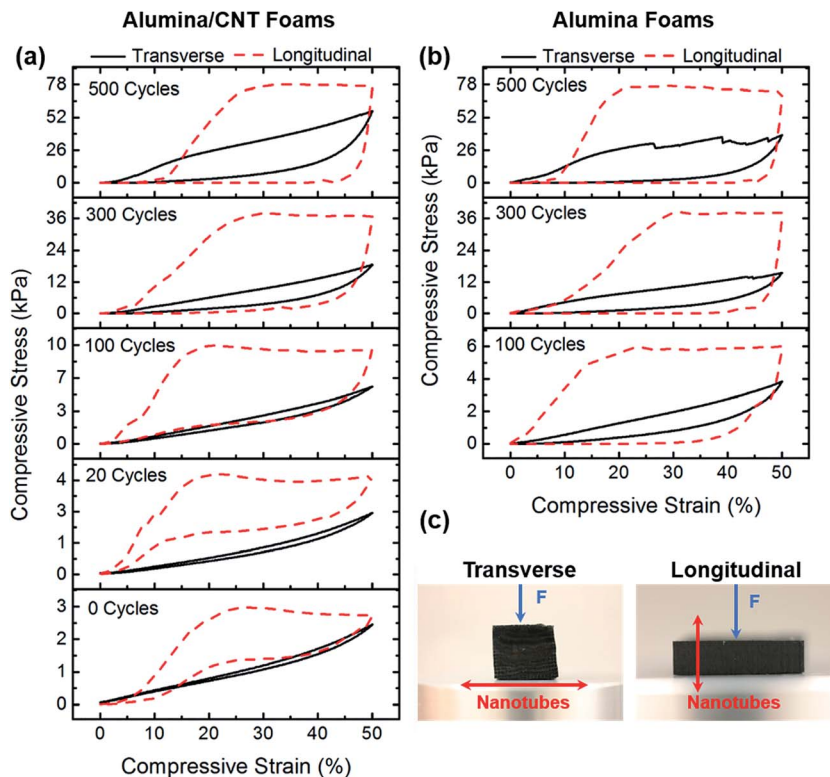 Alumina/CNT Foams
Alumina Foams
(a)
Transverse Longitudinal
500 Cycles
78
52
26
0
300 Cycles
36
24
12
0
100 Cycles
10
7
3
0
20 Cycles
4
3
1
0
0 Cycles
3
2
1
0
0 10 20 30 40 50
Compressive Strain (%)
Compressive Stress (kPa)
(b)
Transverse Longitudinal
500 Cycles
78
52
26
0
300 Cycles
36
24
12
0
100 Cycles
6
4
2
0
0 10 20 30 40 50
Compressive Strain (%)
Compressive Stress (kPa)
(c)
Transverse
F
Nanotubes
Longitudinal
F
Nanotubes